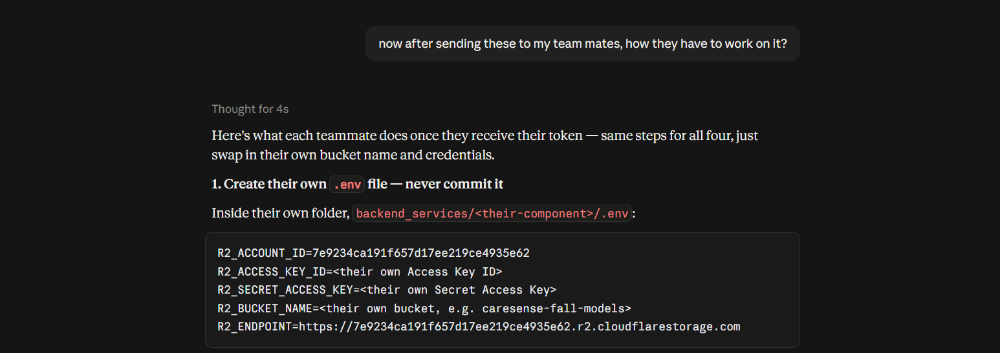 now after sending these to my team mates, how they have to work on it?
Thought for 4s
Here's what each teammate does once they receive their token — same steps for all four, just
swap in their own bucket name and credentials.
1. Create their own .env file — never commit it
Inside their own folder, backend_services/<their-component>/.env:
R2_ACCOUNT_ID=7e9234ca191f657d17ee219ce4935e62
R2_ACCESS_KEY_ID=<their own Access Key ID>
R2_SECRET_ACCESS_KEY=<their own Secret Access Key>
R2_BUCKET_NAME=<their own bucket, e.g. caresense-fall-models>
R2_ENDPOINT=https://7e9234ca191f657d17ee219ce4935e62.r2.cloudflarestorage.com